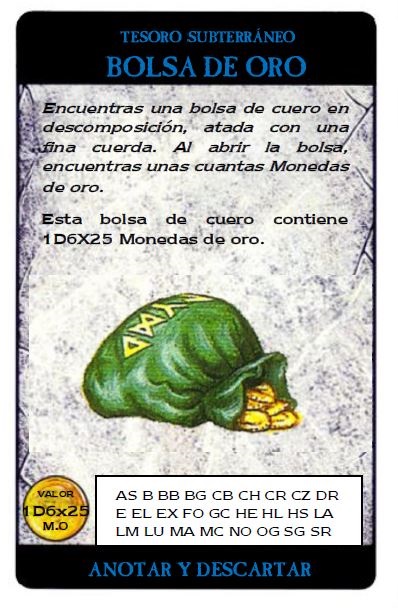 TESORO SUBTERRÁNEO
BOLSA DE ORO
Encuentras una bolsa de cuero en
descomposición, atada con una
fina cuerda. Al abrir la bolsa,
encuentras unas cuantas Monedas
de oro.
Esta bolsa de cuero contiene
1D6X25 Monedas de oro.
VALOR
1D6x25
M.O
AS B BB BG CB CH CR CZ DR
E EL EX FO GC HE HL HS LA
LM LU MA MC NO OG SG SR
ANOTAR Y DESCARTAR